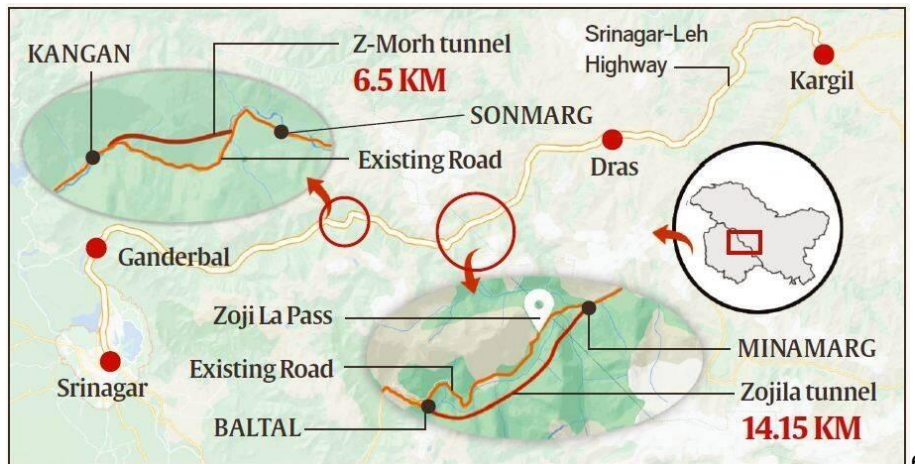 KANGAN
Z-Morh tunnel
6.5 KM
SONMARG
Existing Road
Srinagar-Leh
Highway
Kargil
Dras
Ganderbal
Srinagar
Zoji La Pass
Existing Road
BALTAL
MINAMARG
Zojila tunnel
14.15 KM